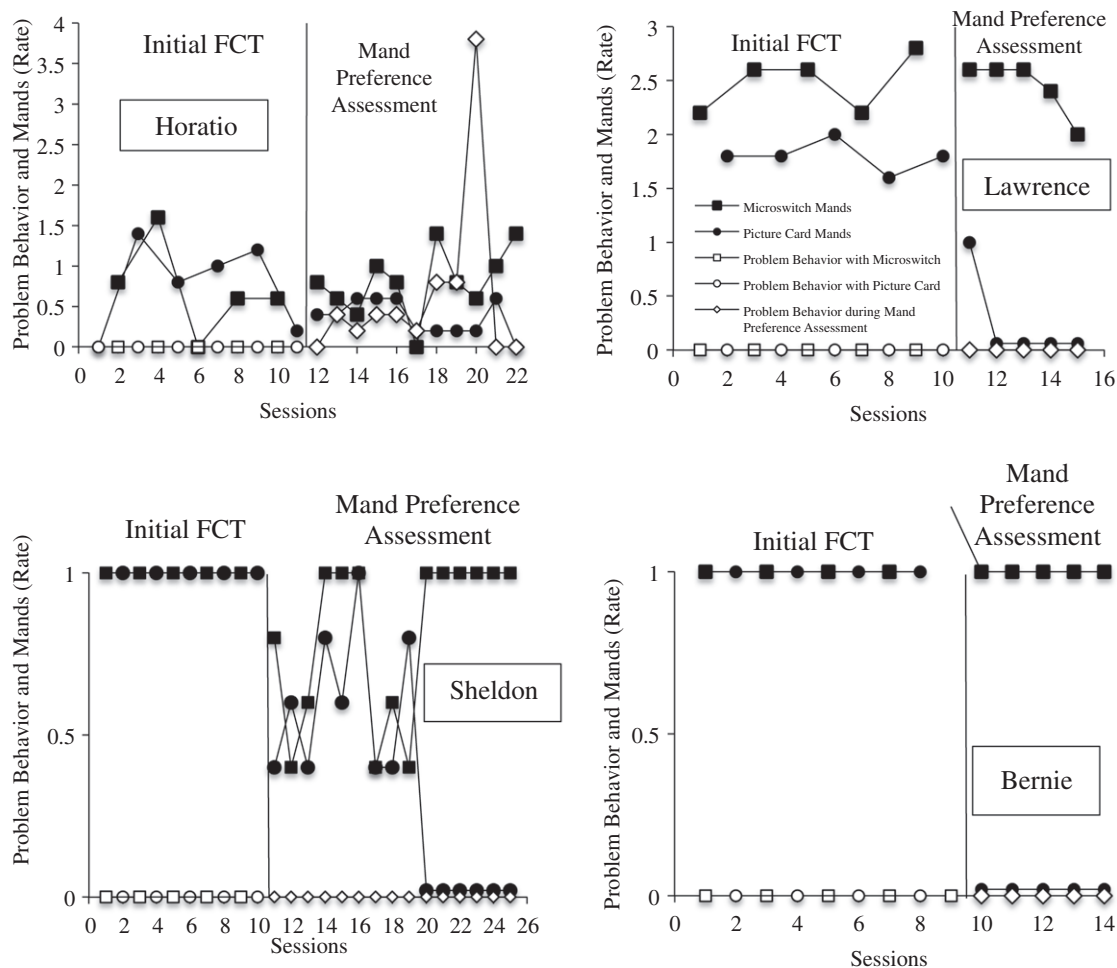 Problem Behavior and Mands (Rate)
4
3.5
3
2.5
2
1.5
1
0.5
0
Initial FCT
Mand
Preference
Assessment
Horatio
0 2 4 6 8 10 12 14 16 18 20 22
Sessions
Problem Behavior and Mands (Rate)
3
2.5
2
1.5
1
0.5
0
Initial FCT
Mand Preference
Assessment
Lawrence
Microswitch Mands
Picture Card Mands
Problem Behavior with Microswitch
Problem Behavior with Picture Card
Problem Behavior during Mand
Preference Assessment
0 2 4 6 8 10 12 14 16
Sessions
Problem Behavior and Mands (Rate)
1
0.5
0
Initial FCT
Mand Preference
Assessment
Sheldon
0 2 4 6 8 10 12 14 16 18 20 22 24 26
Sessions
Problem Behavior and Mands (Rate)
1
0.5
0
Initial FCT
Mand
Preference
Assessment
Bernie
0 2 4 6 8 10 12 14
Sessions